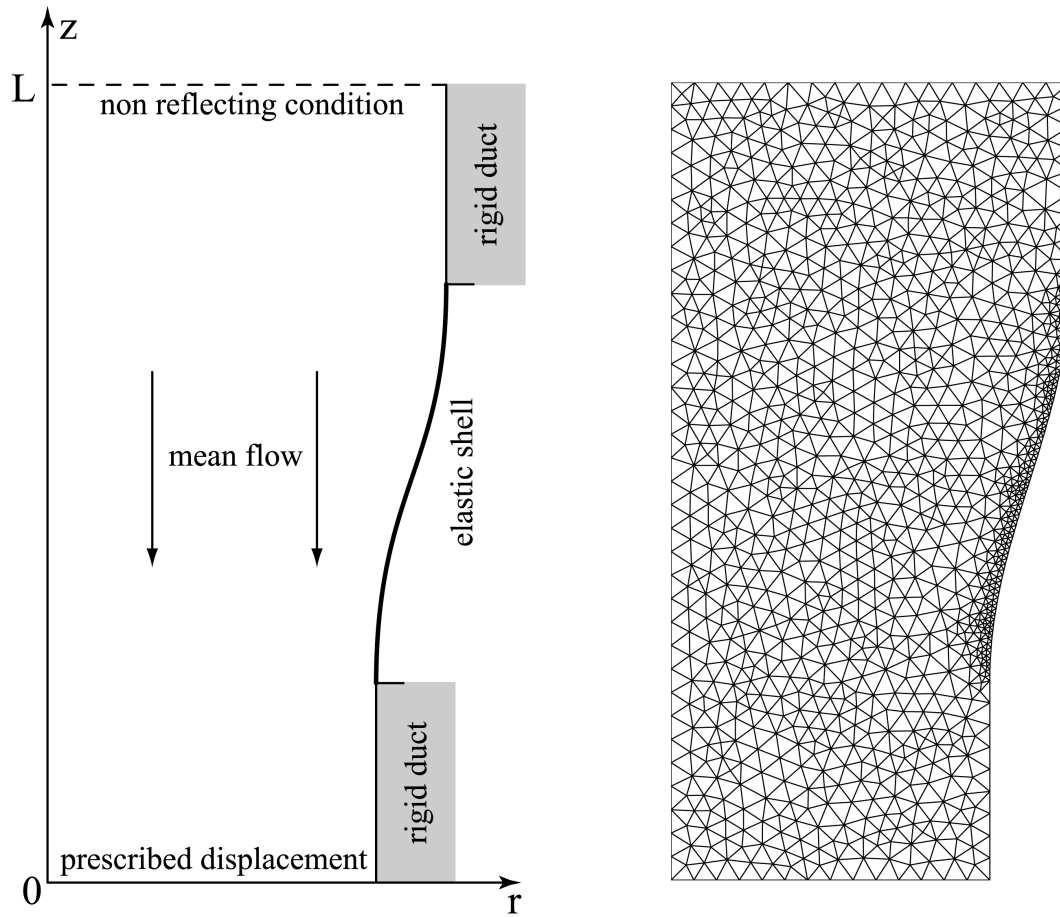 z
L
non reflecting condition
rigid duct
mean flow
elastic shell
rigid duct
prescribed displacement
0
r